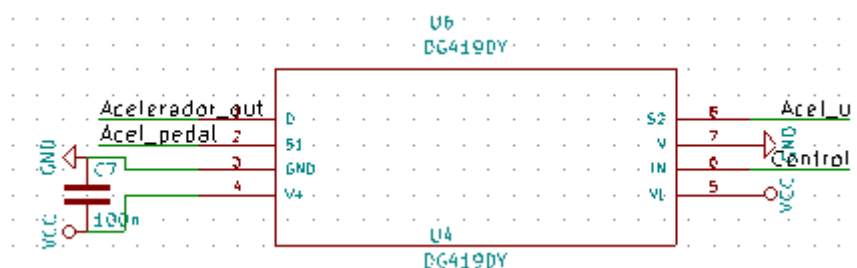 U6
DG419DY
Acelerador_out 1 D S2 8 Acel_u
Acel_pedal 2 S1 V 7 GND
GND 3 GND IN 6 Control
C7
4 V+ VL 5 VCC
VCC 100n
U4
DG419DY